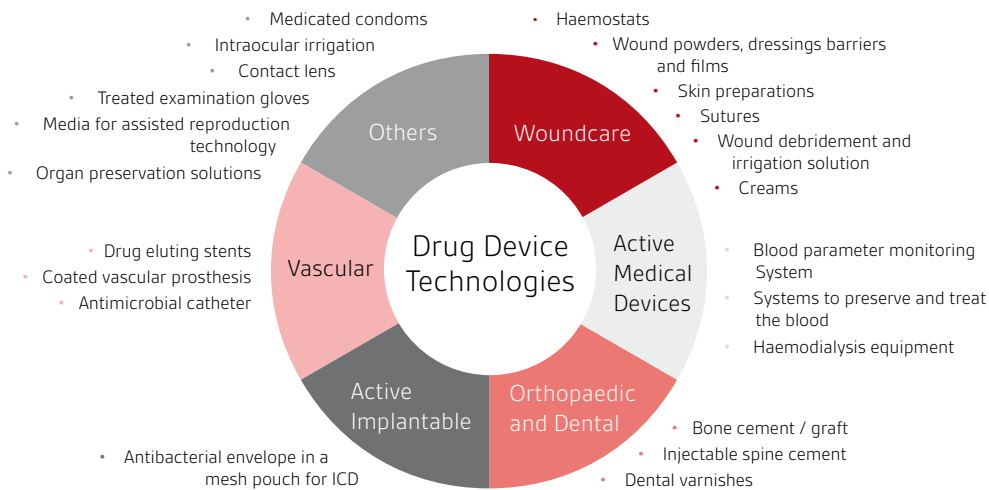 Drug Device
Technologies
Woundcare
• Haemostats
• Wound powders, dressings barriers
and films
• Skin preparations
• Sutures
• Wound debridement and
irrigation solution
• Creams
Active
Medical
Devices
• Blood parameter monitoring
System
• Systems to preserve and treat
the blood
• Haemodialysis equipment
Orthopaedic
and Dental
• Bone cement / graft
• Injectable spine cement
• Dental varnishes
Active
Implantable
• Antibacterial envelope in a
mesh pouch for ICD
Vascular
• Drug eluting stents
• Coated vascular prosthesis
• Antimicrobial catheter
Others
• Medicated condoms
• Intraocular irrigation
• Contact lens
• Treated examination gloves
• Media for assisted reproduction
technology
• Organ preservation solutions